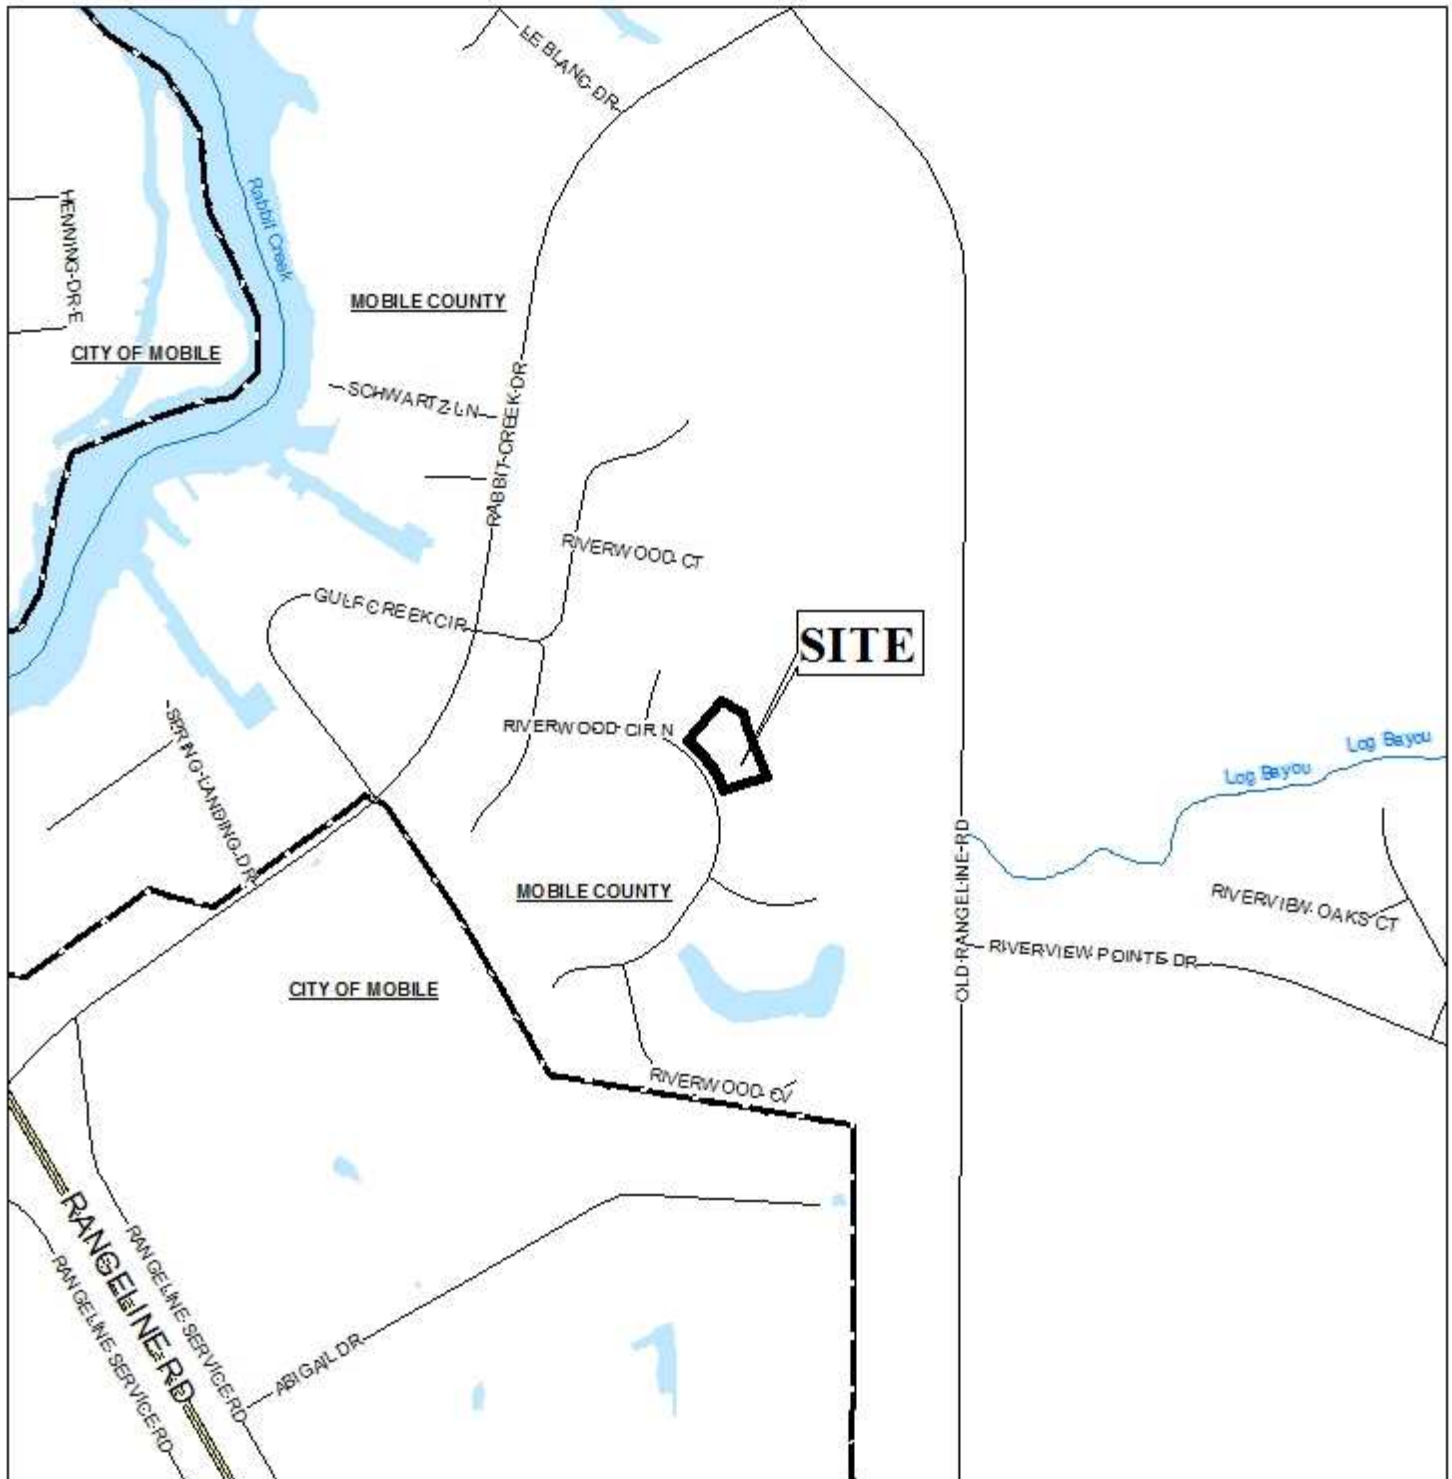 LE BLANC DR
HENNING DR E
Rabbit Creek
MOBILE COUNTY
CITY OF MOBILE
SCHWARTZ LN
RABBIT CREEK DR
RIVERWOOD CT
GULF CREEK CIR
SITE
RIVERWOOD CIR N
SPRING LANDING DR
Log Bayou
Log Bayou
OLD RANGELINE RD
MOBILE COUNTY
RIVERVIEW OAKS CT
RIVERVIEW POINTE DR
CITY OF MOBILE
RIVERWOOD CV
RANGELINE RD
RANGELINE SERVICE RD
RANGELINE SERVICE RD
ABIGAIL DR